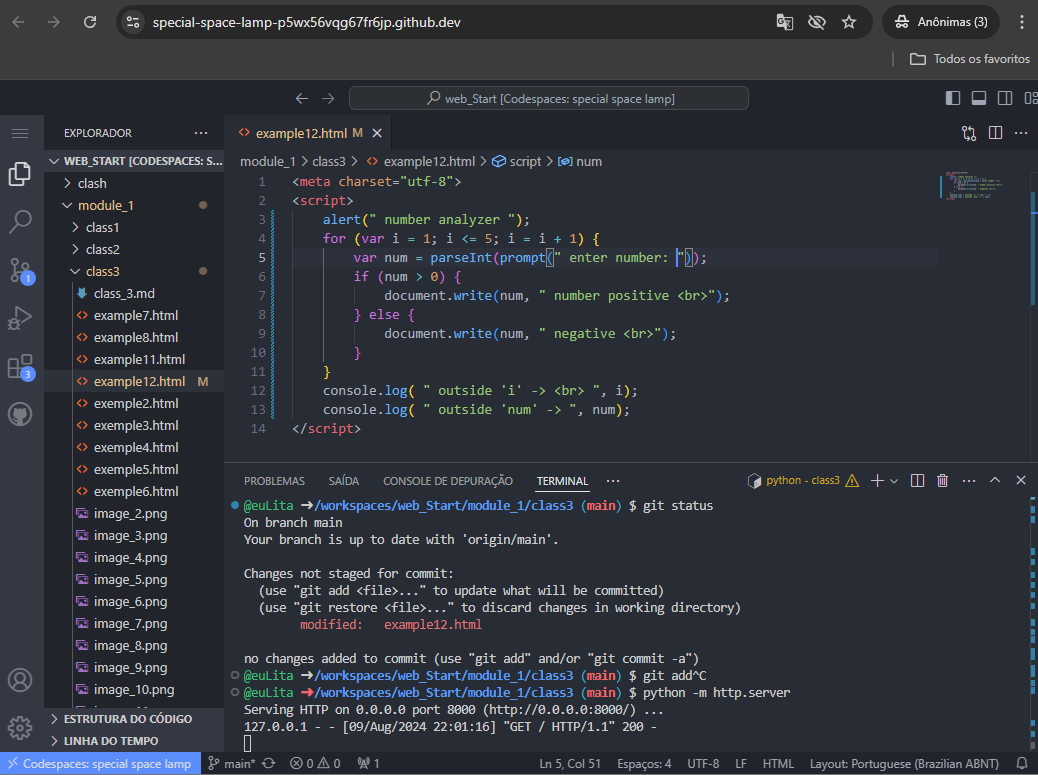 special-space-lamp-p5wx56vqg67fr6jp.github.dev
Anônimas (3)
Todos os favoritos
web_Start [Codespaces: special space lamp]
EXPLORADOR
WEB_START [CODESPACES: S...
clash
module_1
class1
class2
class3
class_3.md
example7.html
example8.html
example11.html
example12.html M
exemple2.html
exemple3.html
exemple4.html
exemple5.html
exemple6.html
image_2.png
image_3.png
image_4.png
image_5.png
image_6.png
image_7.png
image_8.png
image_9.png
image_10.png
ESTRUTURA DO CÓDIGO
LINHA DO TEMPO
1
3
example12.html M
module_1 > class3 > example12.html > script > num
1 <meta charset="utf-8">
2 <script>
3 alert(" number analyzer ");
4 for (var i = 1; i <= 5; i = i + 1) {
5 var num = parseInt(prompt(" enter number: "));
6 if (num > 0) {
7 document.write(num, " number positive <br>");
8 } else {
9 document.write(num, " negative <br>");
10 }
11 }
12 console.log( " outside 'i' -> <br> ", i);
13 console.log( " outside 'num' -> ", num);
14 </script>
PROBLEMAS SAÍDA CONSOLE DE DEPURAÇÃO TERMINAL ... python - class3
@euLita ➜/workspaces/web_Start/module_1/class3 (main) $ git status
On branch main
Your branch is up to date with 'origin/main'.
Changes not staged for commit:
(use "git add <file>..." to update what will be committed)
(use "git restore <file>..." to discard changes in working directory)
modified: example12.html
no changes added to commit (use "git add" and/or "git commit -a")
@euLita ➜/workspaces/web_Start/module_1/class3 (main) $ git add^C
@euLita ➜/workspaces/web_Start/module_1/class3 (main) $ python -m http.server
Serving HTTP on 0.0.0.0 port 8000 (http://0.0.0.0:8000/) ...
127.0.0.1 - - [09/Aug/2024 22:01:16] "GET / HTTP/1.1" 200 -
Codespaces: special space lamp main* 0 0 1 Ln 5, Col 51 Espaços: 4 UTF-8 LF HTML Layout: Portuguese (Brazilian ABNT)